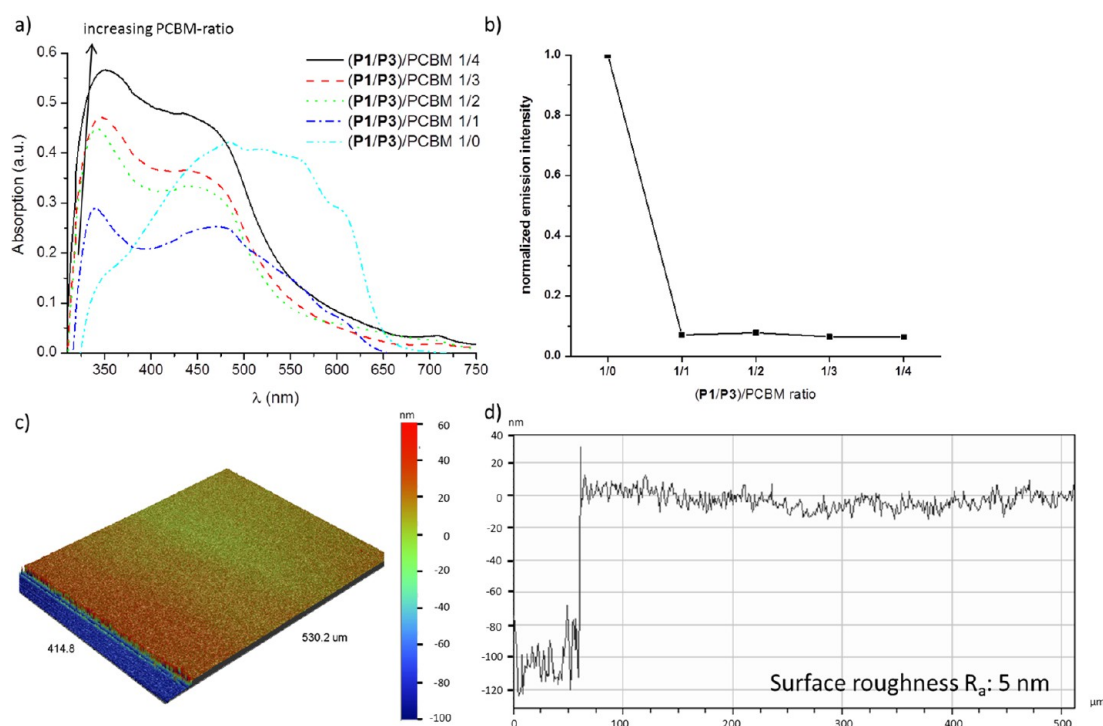 a)
increasing PCBM-ratio
0.6
0.5
0.4
0.3
0.2
0.1
0.0
Absorption (a.u.)
(P1/P3)/PCBM 1/4
(P1/P3)/PCBM 1/3
(P1/P3)/PCBM 1/2
(P1/P3)/PCBM 1/1
(P1/P3)/PCBM 1/0
350 400 450 500 550 600 650 700 750
λ (nm)
b)
1.0
0.8
0.6
0.4
0.2
0.0
normalized emission intensity
1/0 1/1 1/2 1/3 1/4
(P1/P3)/PCBM ratio
c)
nm
60
40
20
0
-20
-40
-60
-80
-100
414.8
530.2 um
d)
nm
40
20
0
-20
-40
-60
-80
-100
-120
Surface roughness Ra: 5 nm
0 100 200 300 400 500
µm